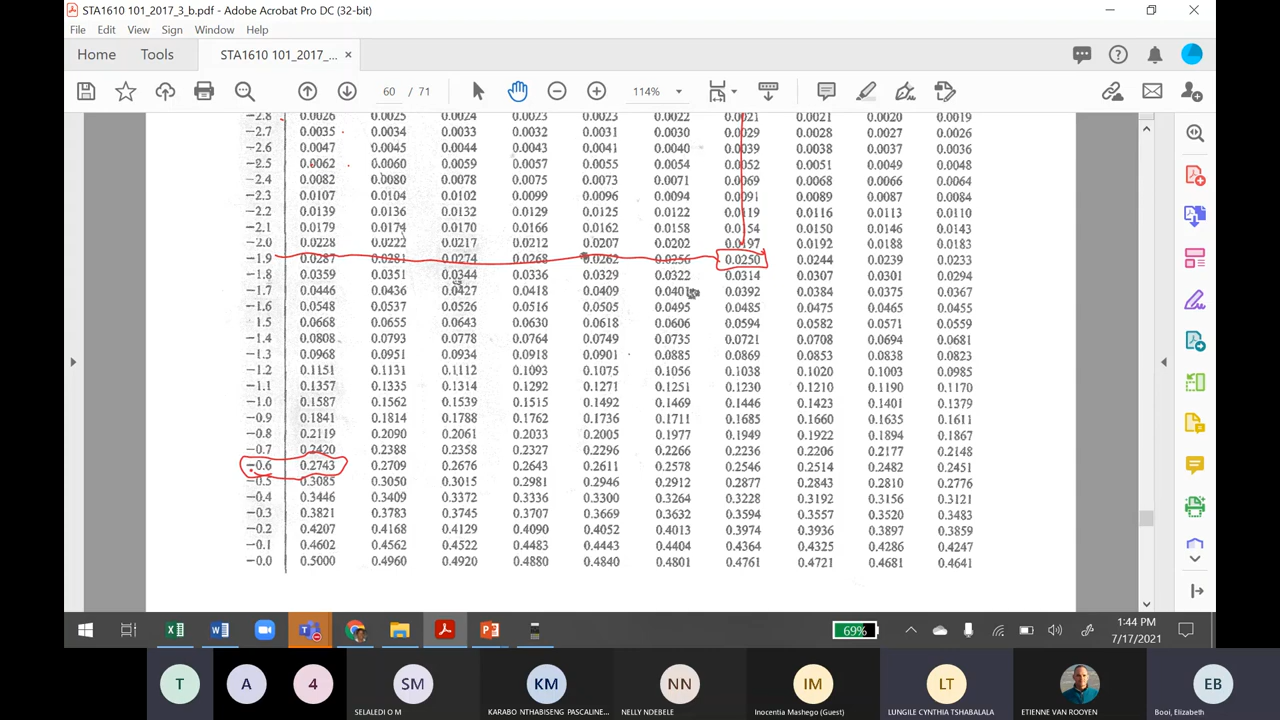 STA1610 101_2017_3_b.pdf - Adobe Acrobat Pro DC (32-bit)
File Edit View Sign Window Help
Home Tools STA1610 101_2017_... ×
60 / 71 114%
−2.8 0.0026 0.0025 0.0024 0.0023 0.0023 0.0022 0.0021 0.0021 0.0020 0.0019
−2.7 0.0035 0.0034 0.0033 0.0032 0.0031 0.0030 0.0029 0.0028 0.0027 0.0026
−2.6 0.0047 0.0045 0.0044 0.0043 0.0041 0.0040 0.0039 0.0038 0.0037 0.0036
−2.5 0.0062 0.0060 0.0059 0.0057 0.0055 0.0054 0.0052 0.0051 0.0049 0.0048
−2.4 0.0082 0.0080 0.0078 0.0075 0.0073 0.0071 0.0069 0.0068 0.0066 0.0064
−2.3 0.0107 0.0104 0.0102 0.0099 0.0096 0.0094 0.0091 0.0089 0.0087 0.0084
−2.2 0.0139 0.0136 0.0132 0.0129 0.0125 0.0122 0.0119 0.0116 0.0113 0.0110
−2.1 0.0179 0.0174 0.0170 0.0166 0.0162 0.0158 0.0154 0.0150 0.0146 0.0143
−2.0 0.0228 0.0222 0.0217 0.0212 0.0207 0.0202 0.0197 0.0192 0.0188 0.0183
−1.9 0.0287 0.0281 0.0274 0.0268 0.0262 0.0256 0.0250 0.0244 0.0239 0.0233
−1.8 0.0359 0.0351 0.0344 0.0336 0.0329 0.0322 0.0314 0.0307 0.0301 0.0294
−1.7 0.0446 0.0436 0.0427 0.0418 0.0409 0.0401 0.0392 0.0384 0.0375 0.0367
−1.6 0.0548 0.0537 0.0526 0.0516 0.0505 0.0495 0.0485 0.0475 0.0465 0.0455
−1.5 0.0668 0.0655 0.0643 0.0630 0.0618 0.0606 0.0594 0.0582 0.0571 0.0559
−1.4 0.0808 0.0793 0.0778 0.0764 0.0749 0.0735 0.0721 0.0708 0.0694 0.0681
−1.3 0.0968 0.0951 0.0934 0.0918 0.0901 0.0885 0.0869 0.0853 0.0838 0.0823
−1.2 0.1151 0.1131 0.1112 0.1093 0.1075 0.1056 0.1038 0.1020 0.1003 0.0985
−1.1 0.1357 0.1335 0.1314 0.1292 0.1271 0.1251 0.1230 0.1210 0.1190 0.1170
−1.0 0.1587 0.1562 0.1539 0.1515 0.1492 0.1469 0.1446 0.1423 0.1401 0.1379
−0.9 0.1841 0.1814 0.1788 0.1762 0.1736 0.1711 0.1685 0.1660 0.1635 0.1611
−0.8 0.2119 0.2090 0.2061 0.2033 0.2005 0.1977 0.1949 0.1922 0.1894 0.1867
−0.7 0.2420 0.2388 0.2358 0.2327 0.2296 0.2266 0.2236 0.2206 0.2177 0.2148
−0.6 0.2743 0.2709 0.2676 0.2643 0.2611 0.2578 0.2546 0.2514 0.2482 0.2451
−0.5 0.3085 0.3050 0.3015 0.2981 0.2946 0.2912 0.2877 0.2843 0.2810 0.2776
−0.4 0.3446 0.3409 0.3372 0.3336 0.3300 0.3264 0.3228 0.3192 0.3156 0.3121
−0.3 0.3821 0.3783 0.3745 0.3707 0.3669 0.3632 0.3594 0.3557 0.3520 0.3483
−0.2 0.4207 0.4168 0.4129 0.4090 0.4052 0.4013 0.3974 0.3936 0.3897 0.3859
−0.1 0.4602 0.4562 0.4522 0.4483 0.4443 0.4404 0.4364 0.4325 0.4286 0.4247
−0.0 0.5000 0.4960 0.4920 0.4880 0.4840 0.4801 0.4761 0.4721 0.4681 0.4641
69% 1:44 PM
7/17/2021
T A 4 SM KM NN IM LT EB
SELALEDI O M KARABO NTHABISENG PASCALINE... NELLY NDEBELE Inocentia Mashego (Guest) LUNGILE CYNTHIA TSHABALALA ETIENNE VAN ROOYEN Booi, Elizabeth